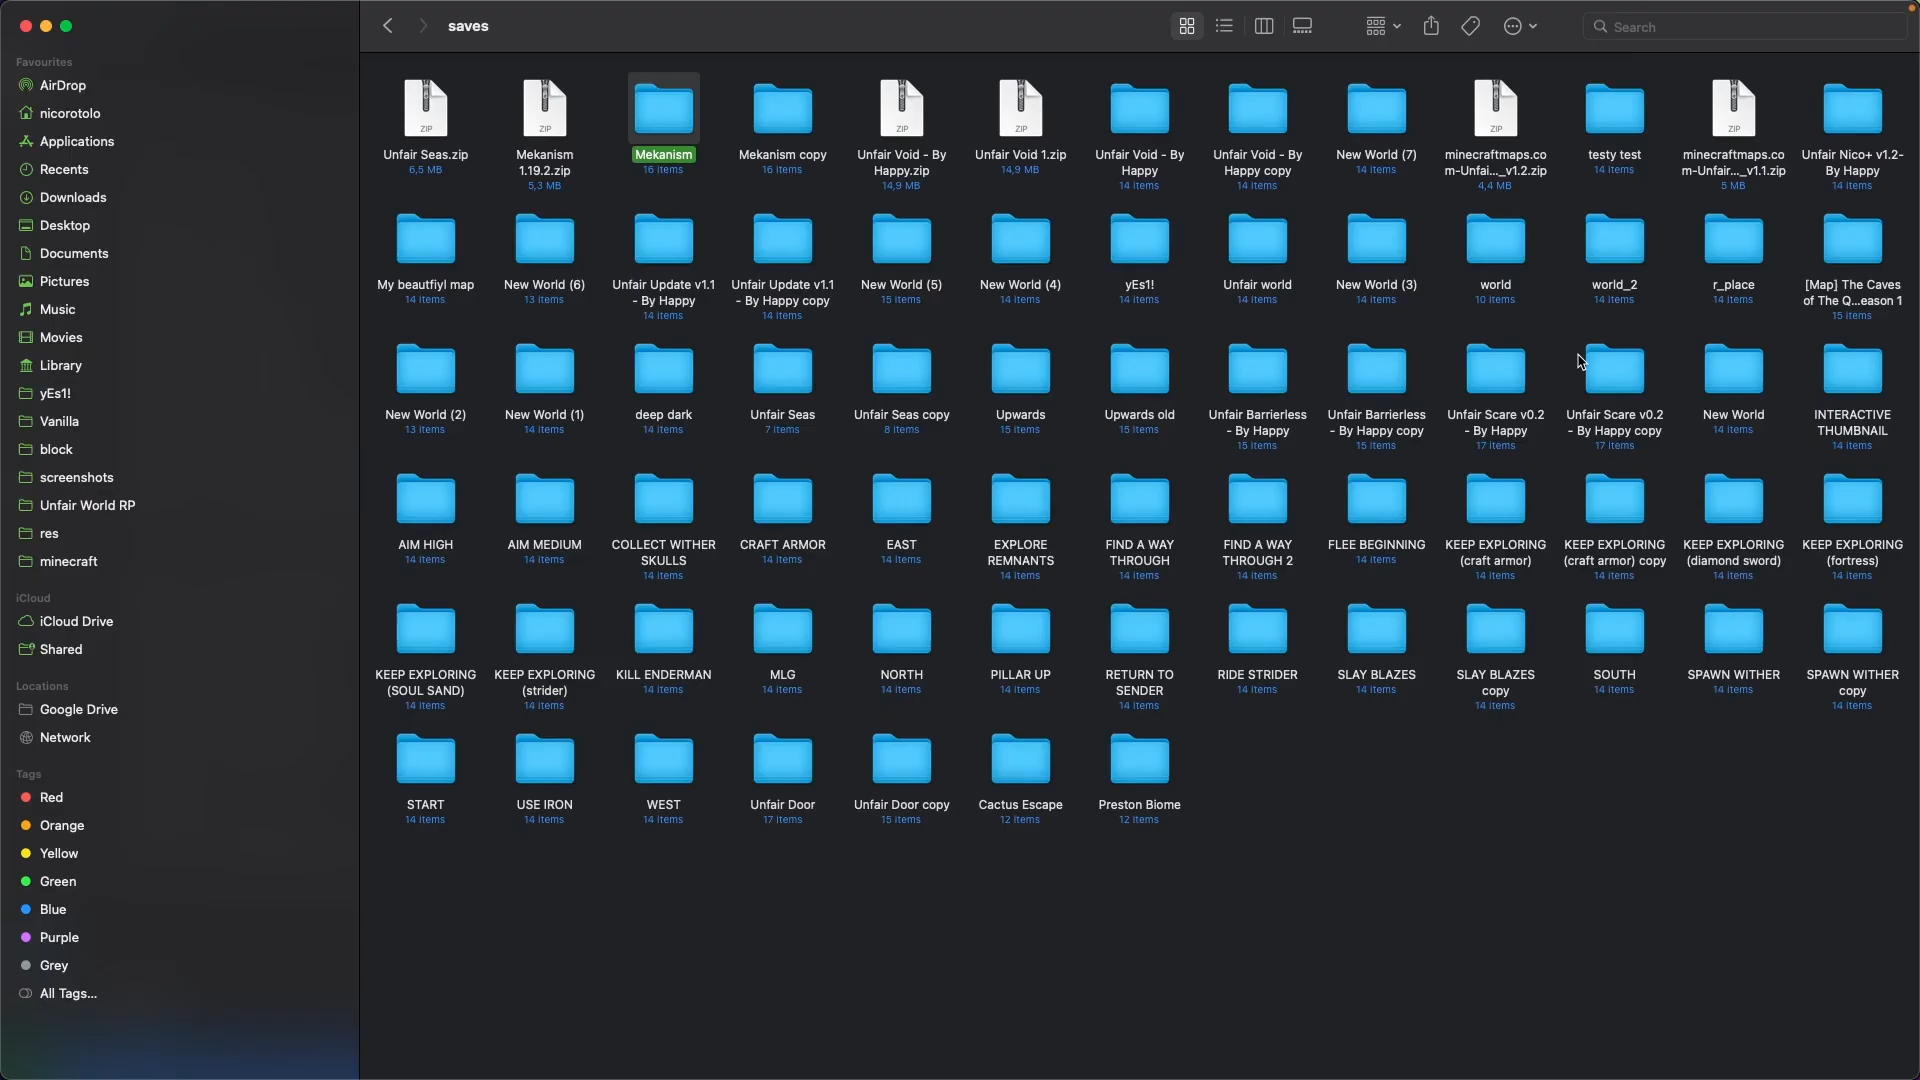 saves
Search
Favourites
AirDrop
nicorotolo
Applications
Recents
Downloads
Desktop
Documents
Pictures
Music
Movies
Library
yEs1!
Vanilla
block
screenshots
Unfair World RP
res
minecraft
iCloud
iCloud Drive
Shared
Locations
Google Drive
Network
Tags
Red
Orange
Yellow
Green
Blue
Purple
Grey
All Tags...
ZIP
Unfair Seas.zip
6,5 MB
ZIP
Mekanism
1.19.2.zip
5,3 MB
Mekanism
16 items
Mekanism copy
16 items
ZIP
Unfair Void - By
Happy.zip
14,9 MB
ZIP
Unfair Void 1.zip
14,9 MB
Unfair Void - By
Happy
14 items
Unfair Void - By
Happy copy
14 items
New World (7)
14 items
ZIP
minecraftmaps.co
m-Unfai..._v1.2.zip
4,4 MB
testy test
14 items
ZIP
minecraftmaps.co
m-Unfair..._v1.1.zip
5 MB
Unfair Nico+ v1.2-
By Happy
14 items
My beautfiyl map
14 items
New World (6)
13 items
Unfair Update v1.1
- By Happy
14 items
Unfair Update v1.1
- By Happy copy
14 items
New World (5)
15 items
New World (4)
14 items
yEs1!
14 items
Unfair world
14 items
New World (3)
14 items
world
10 items
world_2
14 items
r_place
14 items
[Map] The Caves
of The Q...eason 1
15 items
New World (2)
13 items
New World (1)
14 items
deep dark
14 items
Unfair Seas
7 items
Unfair Seas copy
8 items
Upwards
15 items
Upwards old
15 items
Unfair Barrierless
- By Happy
15 items
Unfair Barrierless
- By Happy copy
15 items
Unfair Scare v0.2
- By Happy
17 items
Unfair Scare v0.2
- By Happy copy
17 items
New World
14 items
INTERACTIVE
THUMBNAIL
14 items
AIM HIGH
14 items
AIM MEDIUM
14 items
COLLECT WITHER
SKULLS
14 items
CRAFT ARMOR
14 items
EAST
14 items
EXPLORE
REMNANTS
14 items
FIND A WAY
THROUGH
14 items
FIND A WAY
THROUGH 2
14 items
FLEE BEGINNING
14 items
KEEP EXPLORING
(craft armor)
14 items
KEEP EXPLORING
(craft armor) copy
14 items
KEEP EXPLORING
(diamond sword)
14 items
KEEP EXPLORING
(fortress)
14 items
KEEP EXPLORING
(SOUL SAND)
14 items
KEEP EXPLORING
(strider)
14 items
KILL ENDERMAN
14 items
MLG
14 items
NORTH
14 items
PILLAR UP
14 items
RETURN TO
SENDER
14 items
RIDE STRIDER
14 items
SLAY BLAZES
14 items
SLAY BLAZES
copy
14 items
SOUTH
14 items
SPAWN WITHER
14 items
SPAWN WITHER
copy
14 items
START
14 items
USE IRON
14 items
WEST
14 items
Unfair Door
17 items
Unfair Door copy
15 items
Cactus Escape
12 items
Preston Biome
12 items